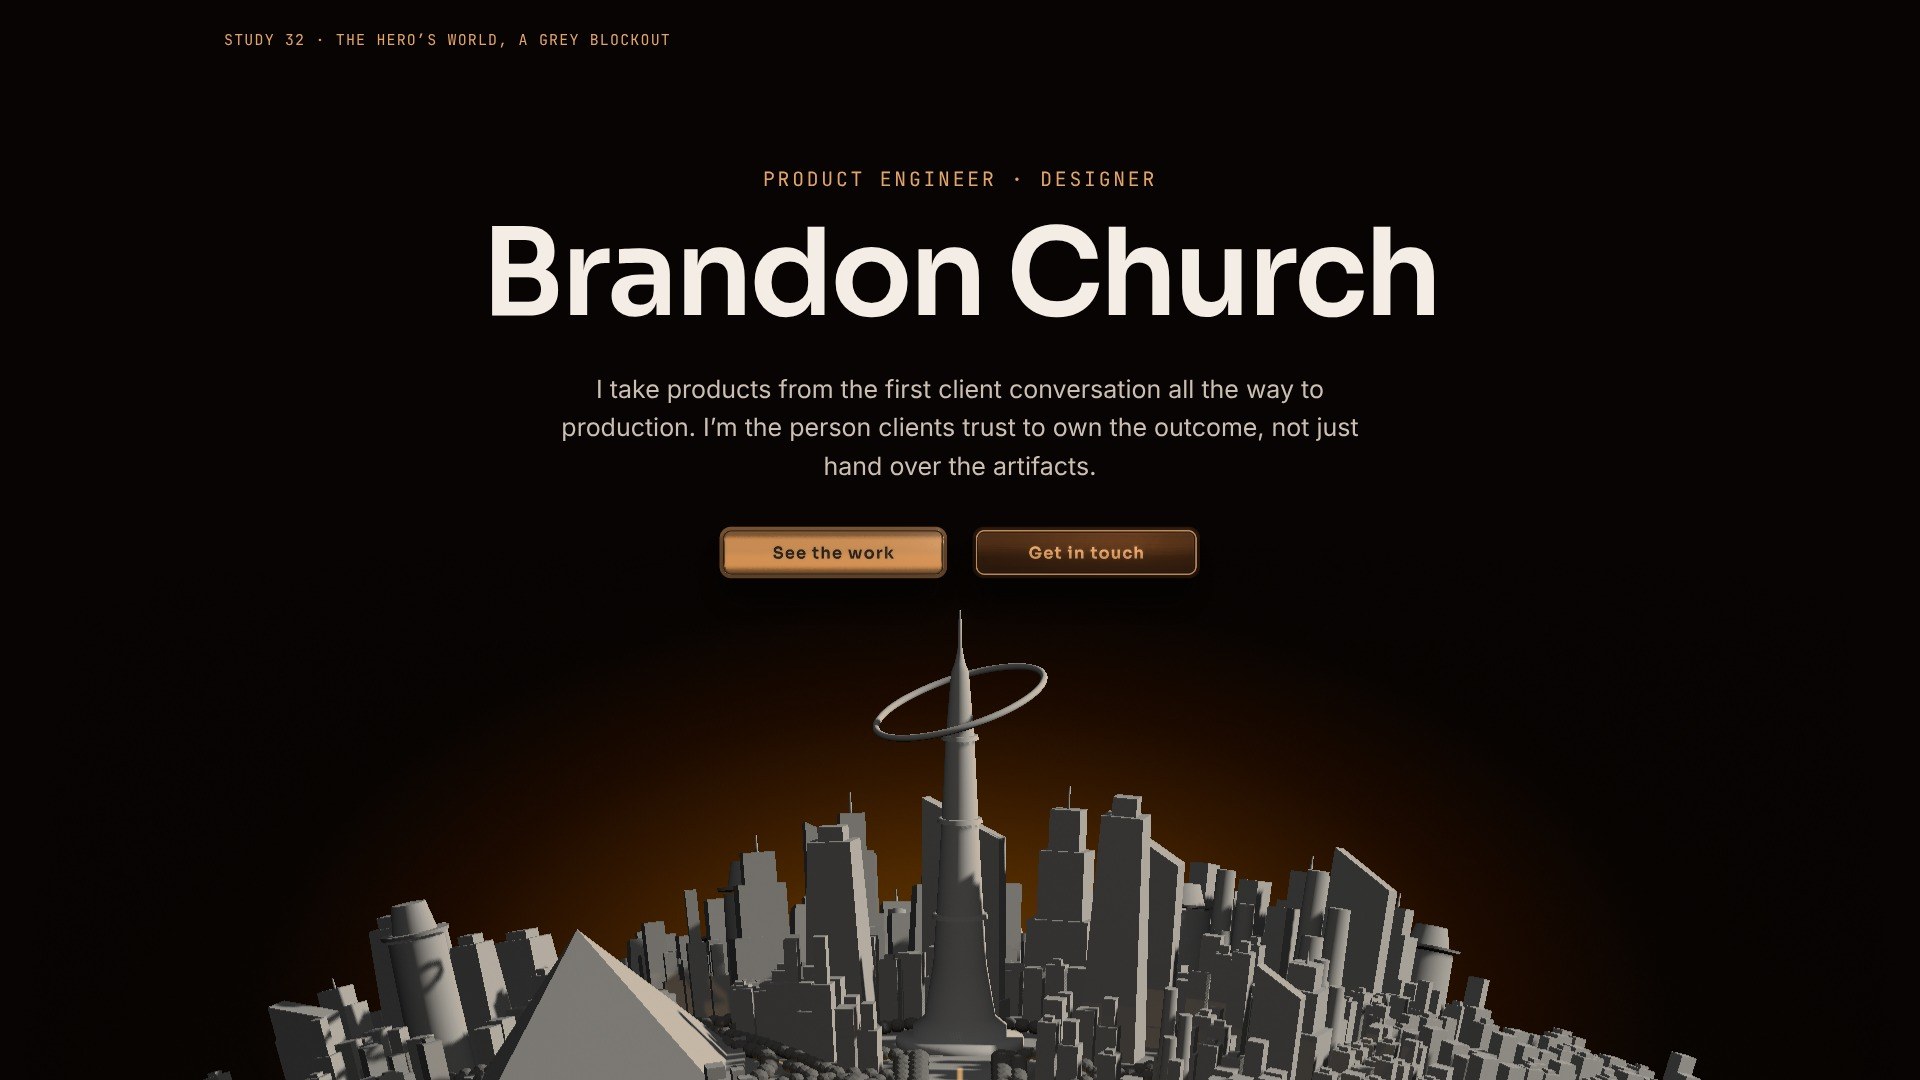 STUDY 32 · THE HERO’S WORLD, A GREY BLOCKOUT
PRODUCT ENGINEER · DESIGNER
Brandon Church
I take products from the first client conversation all the way to
production. I’m the person clients trust to own the outcome, not just
hand over the artifacts.
See the work
Get in touch